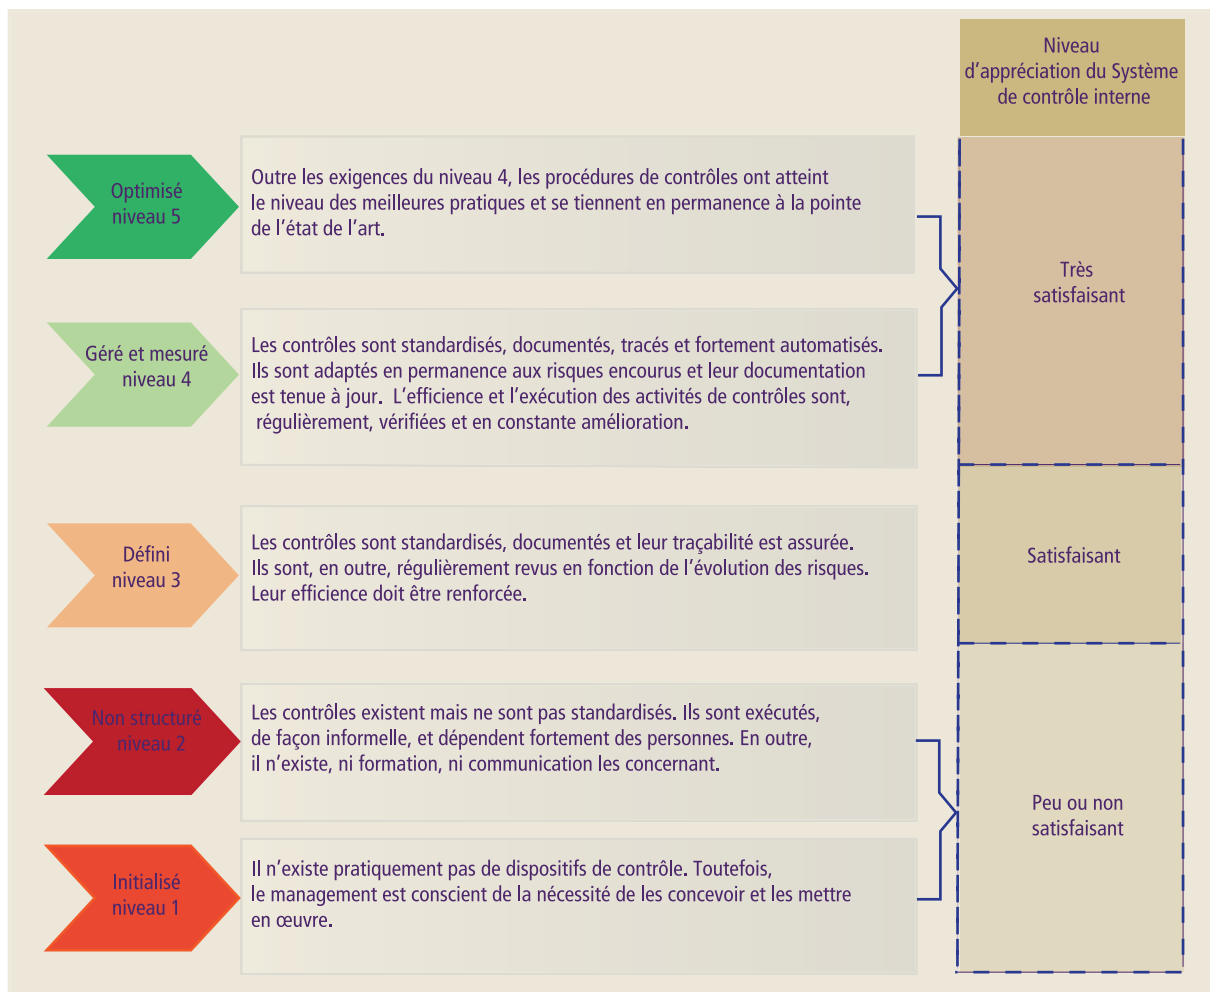 Niveau
d'appréciation du Système
de contrôle interne
Optimisé
niveau 5
Outre les exigences du niveau 4, les procédures de contrôles ont atteint
le niveau des meilleures pratiques et se tiennent en permanence à la pointe
de l'état de l'art.
Très
satisfaisant
Géré et mesuré
niveau 4
Les contrôles sont standardisés, documentés, tracés et fortement automatisés.
Ils sont adaptés en permanence aux risques encourus et leur documentation
est tenue à jour. L'efficience et l'exécution des activités de contrôles sont,
régulièrement, vérifiées et en constante amélioration.
Défini
niveau 3
Les contrôles sont standardisés, documentés et leur traçabilité est assurée.
Ils sont, en outre, régulièrement revus en fonction de l'évolution des risques.
Leur efficience doit être renforcée.
Satisfaisant
Non structuré
niveau 2
Les contrôles existent mais ne sont pas standardisés. Ils sont exécutés,
de façon informelle, et dépendent fortement des personnes. En outre,
il n'existe, ni formation, ni communication les concernant.
Peu ou non
satisfaisant
Initialisé
niveau 1
Il n'existe pratiquement pas de dispositifs de contrôle. Toutefois,
le management est conscient de la nécessité de les concevoir et les mettre
en œuvre.